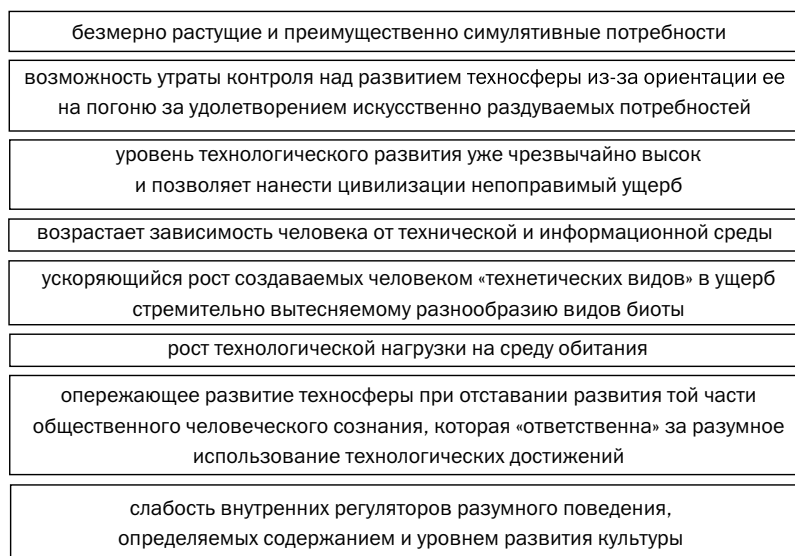 безмерно растущие и преимущественно симулятивные потребности
возможность утраты контроля над развитием техносферы из-за ориентации ее
на погоню за удолетворением искусственно раздуваемых потребностей
уровень технологического развития уже чрезвычайно высок
и позволяет нанести цивилизации непоправимый ущерб
возрастает зависимость человека от технической и информационной среды
ускоряющийся рост создаваемых человеком «технетических видов» в ущерб
стремительно вытесняемому разнообразию видов биоты
рост технологической нагрузки на среду обитания
опережающее развитие техносферы при отставании развития той части
общественного человеческого сознания, которая «ответственна» за разумное
использование технологических достижений
слабость внутренних регуляторов разумного поведения,
определяемых содержанием и уровнем развития культуры